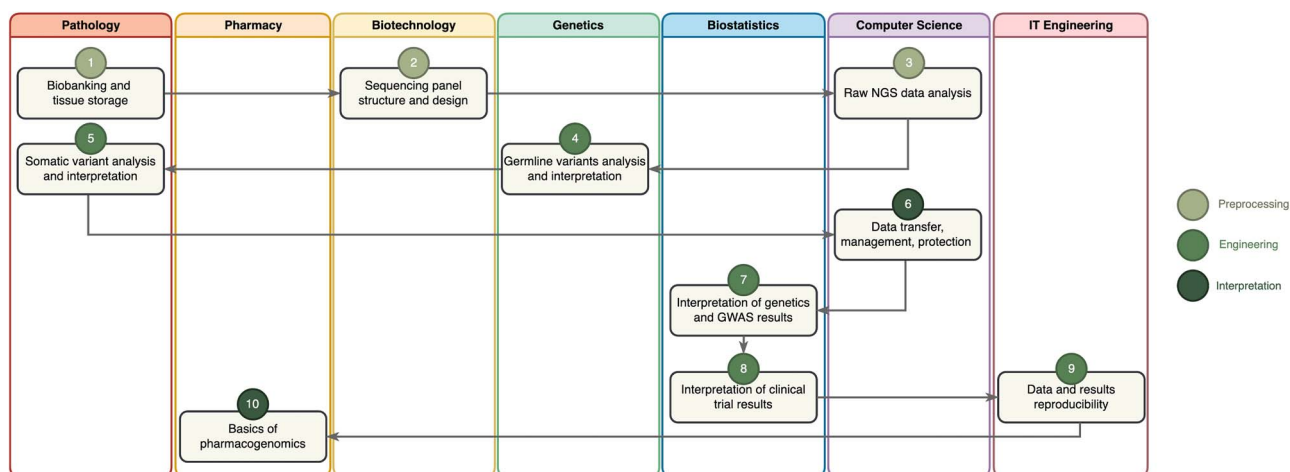 Pathology
Pharmacy
Biotechnology
Genetics
Biostatistics
Computer Science
IT Engineering
1
Biobanking and
tissue storage
2
Sequencing panel
structure and design
3
Raw NGS data analysis
5
Somatic variant analysis
and interpretation
4
Germline variants analysis
and interpretation
6
Data transfer,
management, protection
7
Interpretation of genetics
and GWAS results
8
Interpretation of clinical
trial results
9
Data and results
reproducibility
10
Basics of
pharmacogenomics
Preprocessing
Engineering
Interpretation